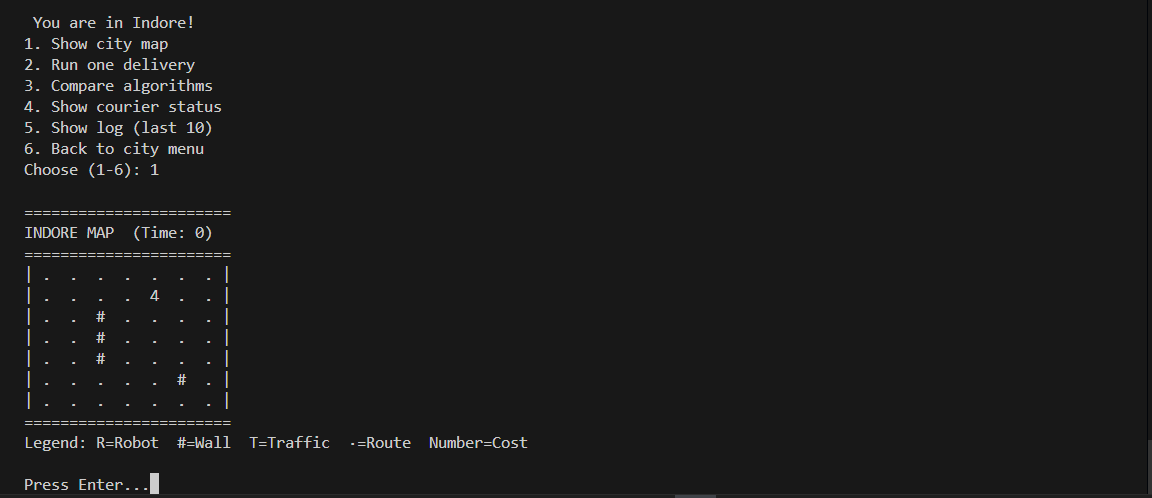 You are in Indore!
1. Show city map
2. Run one delivery
3. Compare algorithms
4. Show courier status
5. Show log (last 10)
6. Back to city menu
Choose (1-6): 1
=======================
INDORE MAP  (Time: 0)
=======================
| .  .  .  .  .  .  . |
| .  .  .  .  4  .  . |
| .  .  #  .  .  .  . |
| .  .  #  .  .  .  . |
| .  .  #  .  .  .  . |
| .  .  .  .  .  #  . |
| .  .  .  .  .  .  . |
=======================
Legend: R=Robot  #=Wall  T=Traffic  ·=Route  Number=Cost
Press Enter...